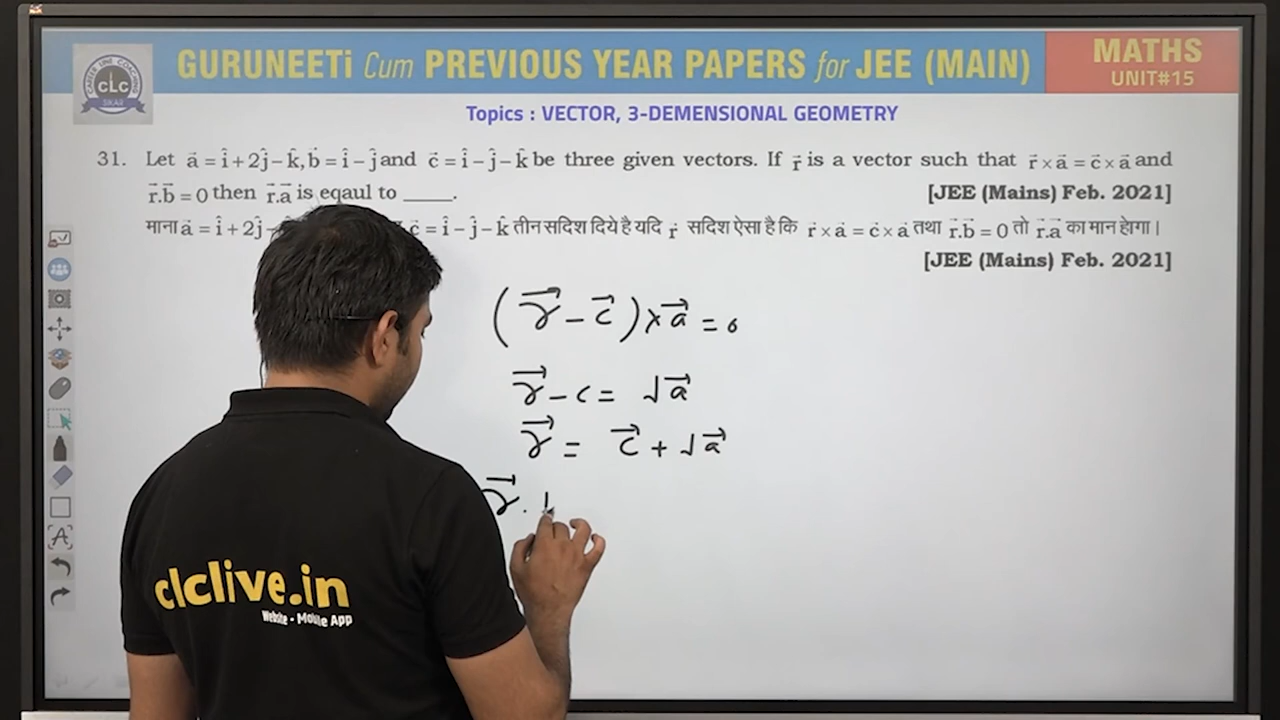 GURUNEETi Cum PREVIOUS YEAR PAPERS for JEE (MAIN)
MATHS
UNIT#15
CLC
SIKAR
Topics : VECTOR, 3-DEMENSIONAL GEOMETRY
31. Let a⃗ = î + 2ĵ − k̂, b⃗ = î − ĵ and c⃗ = î − ĵ − k̂ be three given vectors. If r⃗ is a vector such that r⃗ × a⃗ = c⃗ × a⃗ and
r⃗.b⃗ = 0 then r⃗.a⃗ is eqaul to ____. [JEE (Mains) Feb. 2021]
माना a⃗ = î + 2ĵ − c⃗ = î − ĵ − k̂ तीन सदिश दिये है यदि r⃗ सदिश ऐसा है कि r⃗ × a⃗ = c⃗ × a⃗ तथा r⃗.b⃗ = 0 तो r⃗.a⃗ का मान होगा।
[JEE (Mains) Feb. 2021]
(r⃗ − c⃗) × a⃗ = 0
r⃗ − c = λa⃗
r⃗ = c⃗ + λa⃗
r⃗ .
clclive.in
Website - Mobile App